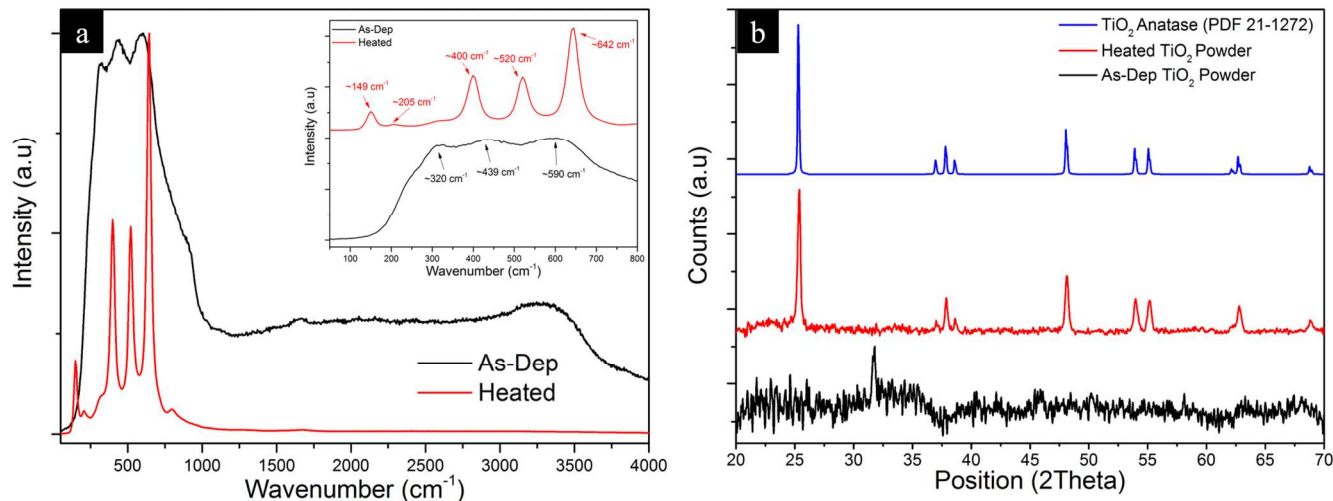 a
Intensity (a.u)
As-Dep
Heated
500
1000
1500
2000
2500
3000
3500
4000
Wavenumber (cm⁻¹)
As-Dep
Heated
Intensity (a.u)
~149 cm⁻¹
~205 cm⁻¹
~400 cm⁻¹
~520 cm⁻¹
~642 cm⁻¹
~320 cm⁻¹
~439 cm⁻¹
~590 cm⁻¹
100
200
300
400
500
600
700
800
Wavenumber (cm⁻¹)
b
TiO₂ Anatase (PDF 21-1272)
Heated TiO₂ Powder
As-Dep TiO₂ Powder
Counts (a.u)
20
25
30
35
40
45
50
55
60
65
70
Position (2Theta)